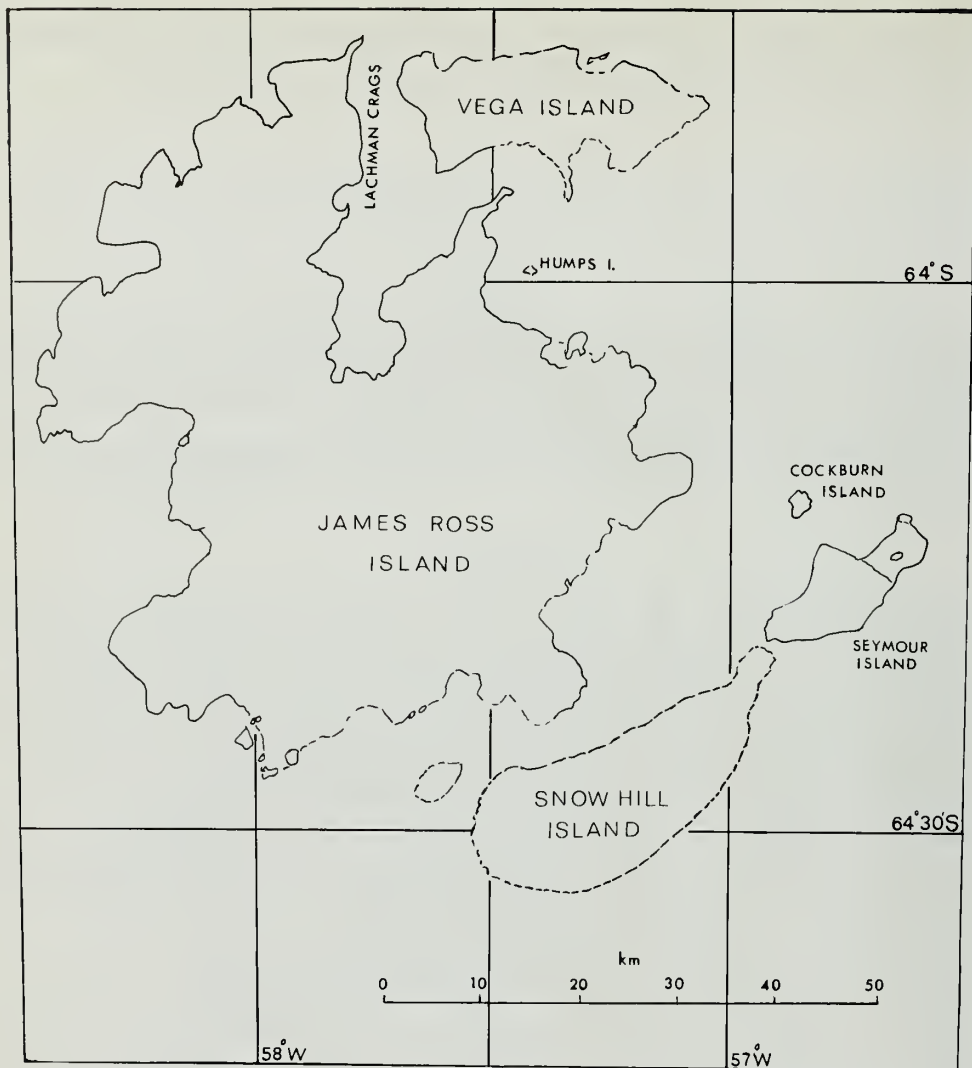 LACHMAN CRAGS
VEGA ISLAND
HUMPS I.
64°S
COCKBURN
ISLAND
JAMES ROSS
ISLAND
SEYMOUR
ISLAND
SNOW HILL
ISLAND
64°30'S
km
0 10 20 30 40 50
58°W
57°W